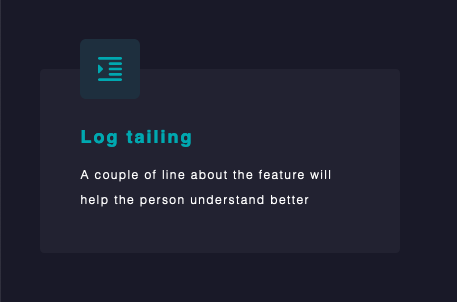 Log tailing
A couple of line about the feature will
help the person understand better